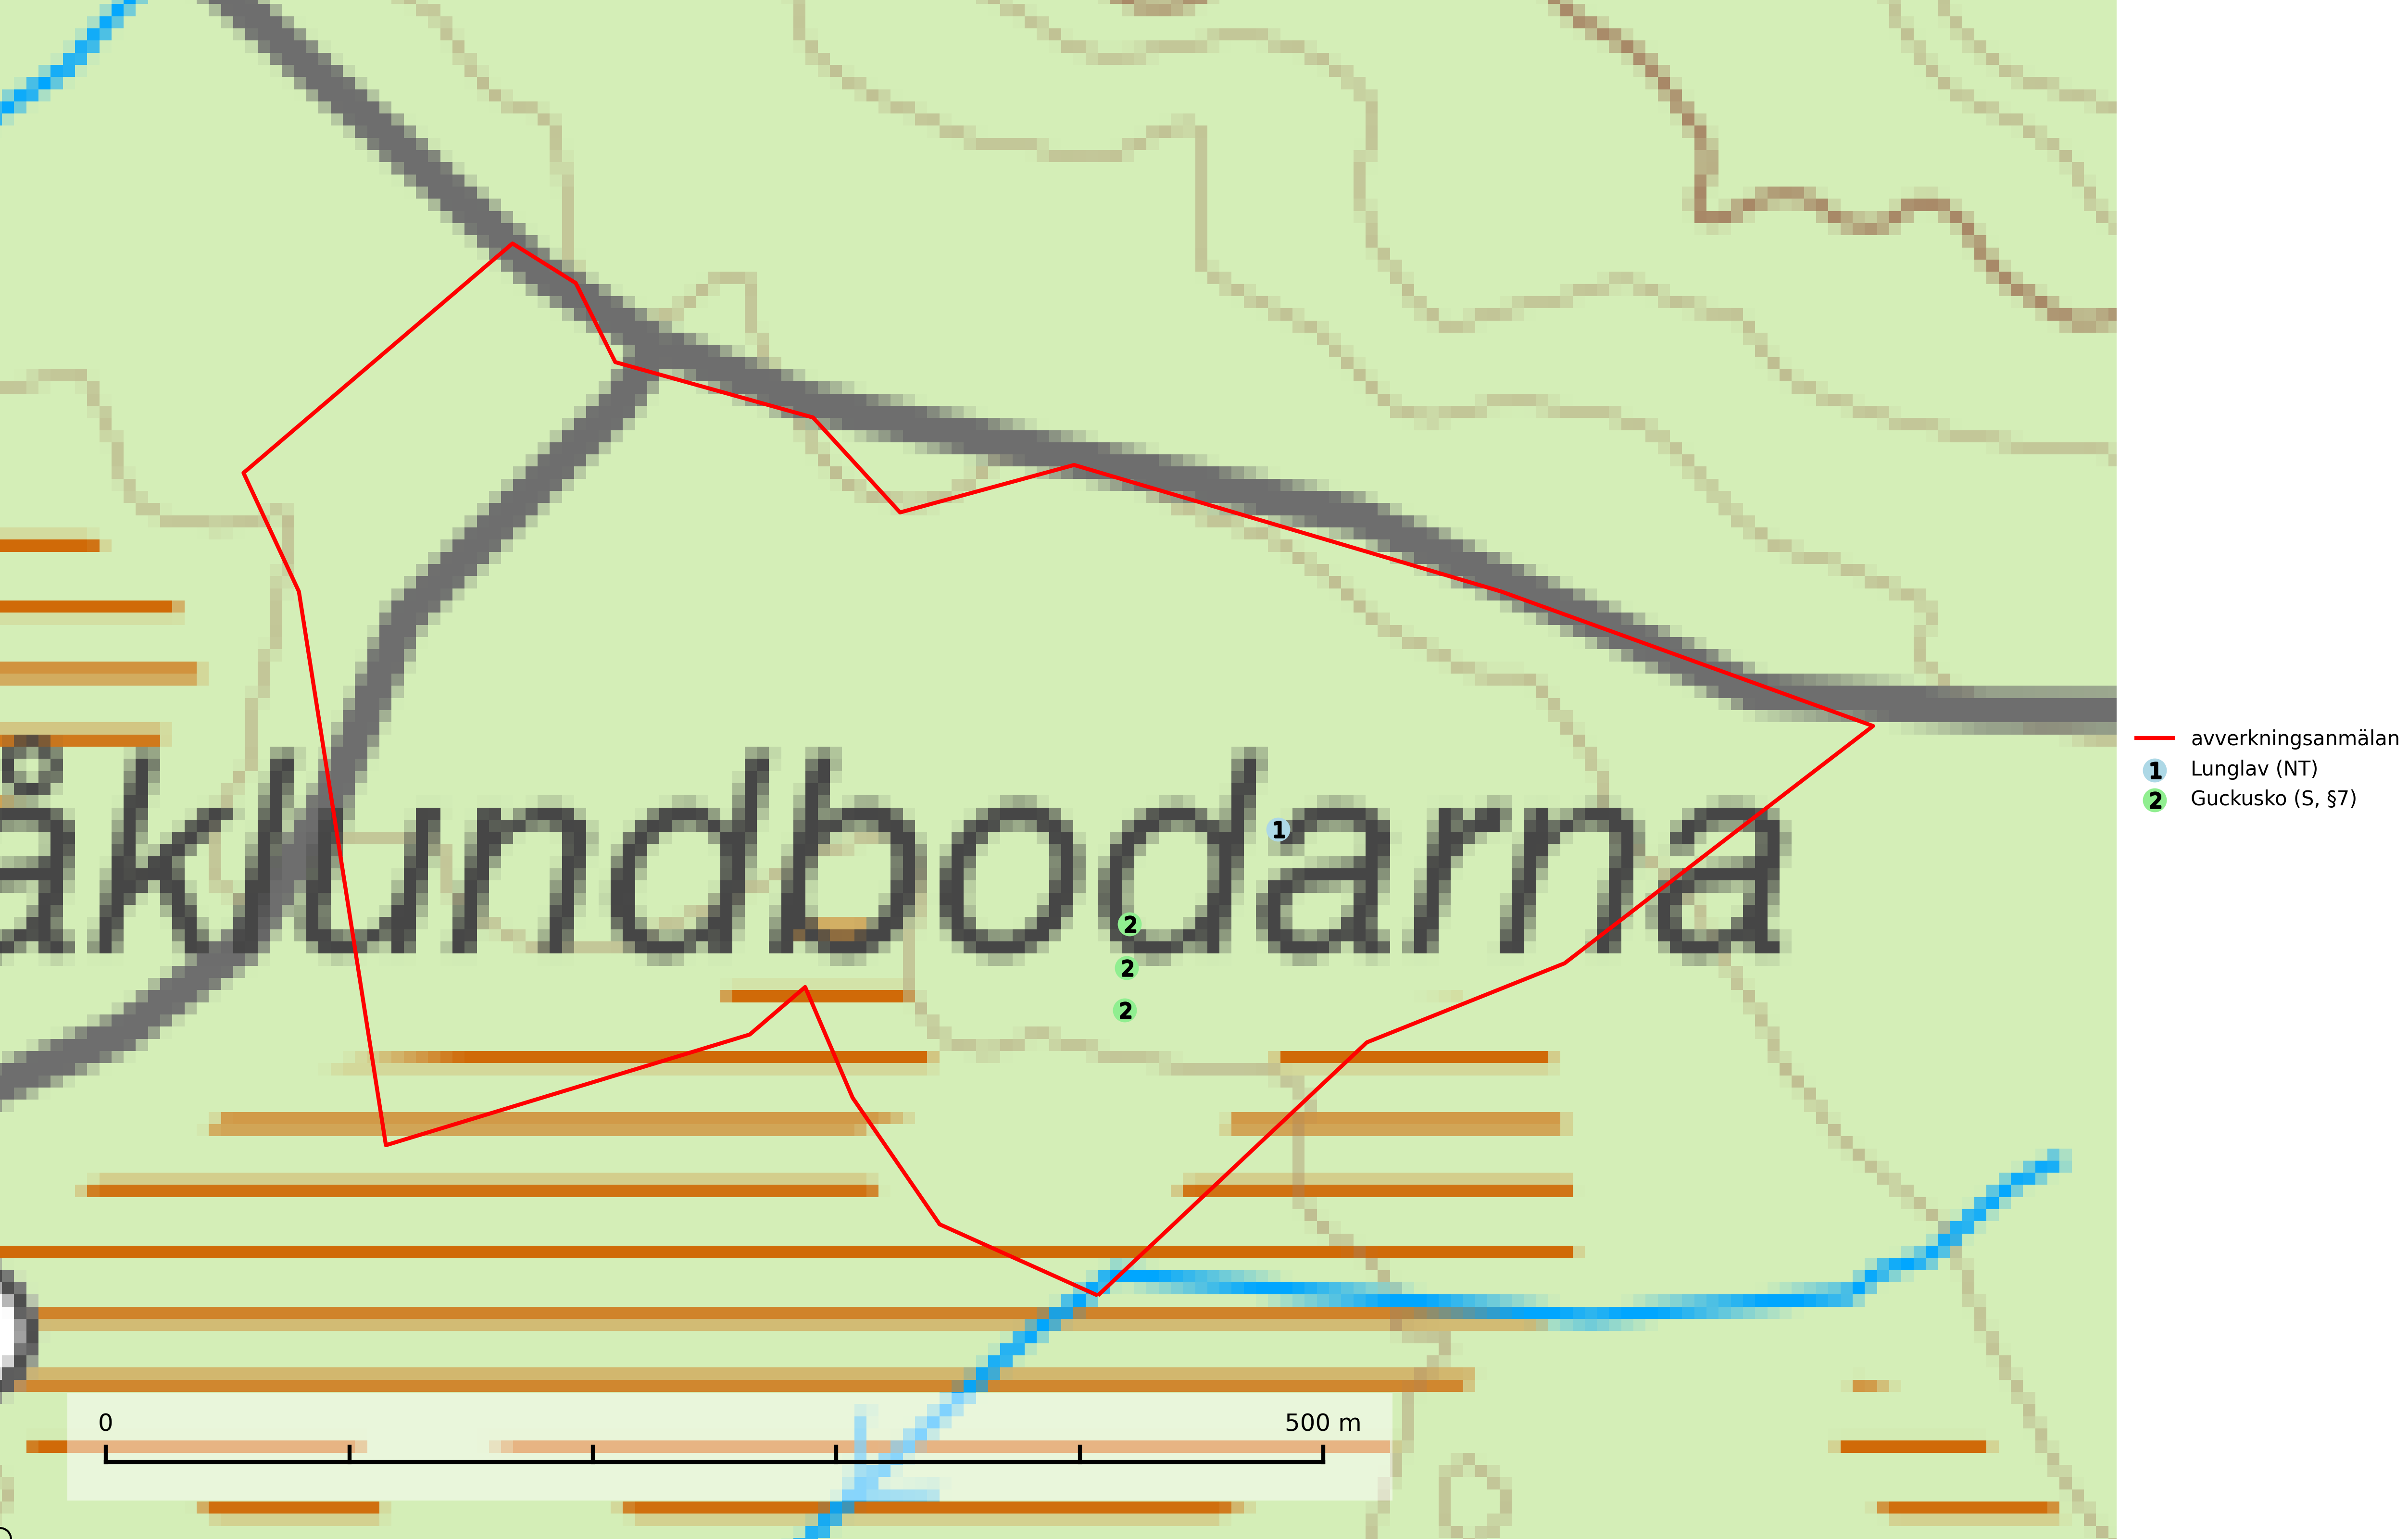 åklundbodarna
1
2
2
2
0 500 m
avverkningsanmälan
1 Lunglav (NT)
2 Guckusko (S, §7)